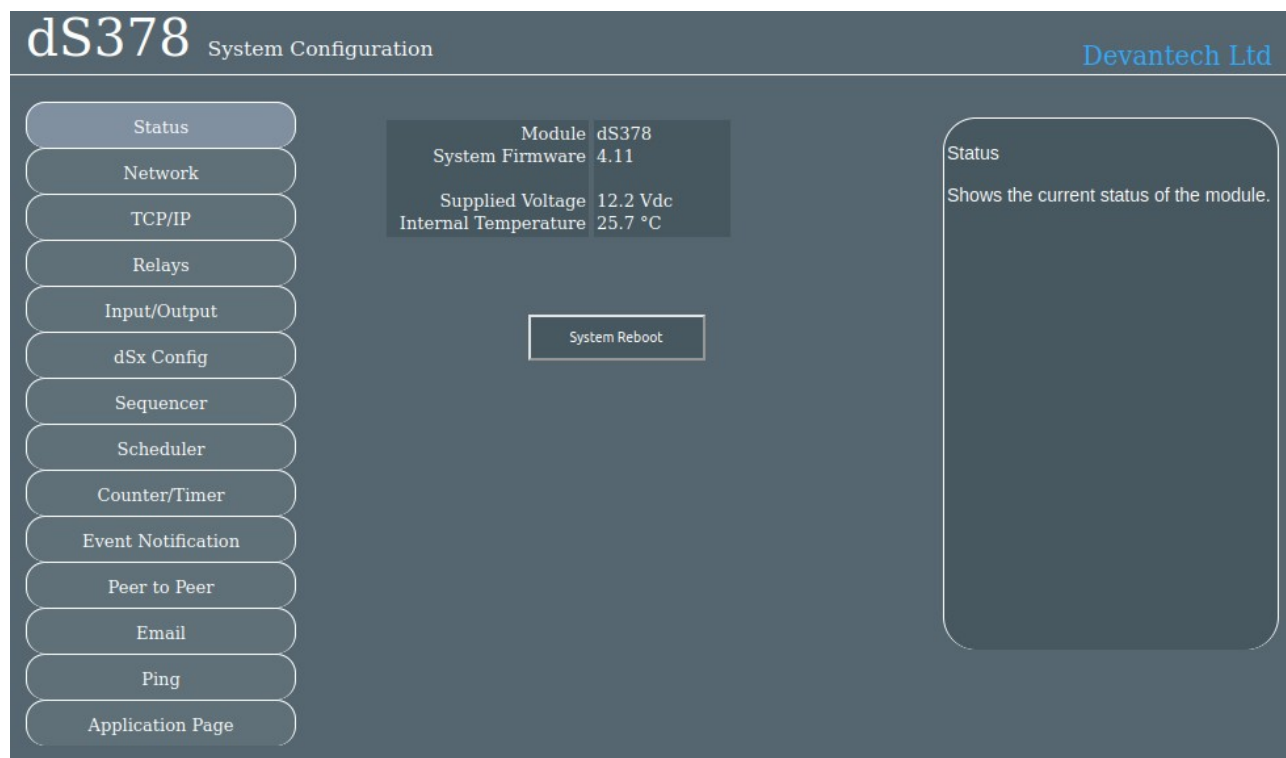 dS378 System Configuration
Devantech Ltd
Status
Network
TCP/IP
Relays
Input/Output
dSx Config
Sequencer
Scheduler
Counter/Timer
Event Notification
Peer to Peer
Email
Ping
Application Page
Module dS378
System Firmware 4.11
Supplied Voltage 12.2 Vdc
Internal Temperature 25.7 °C
System Reboot
Status
Shows the current status of the module.